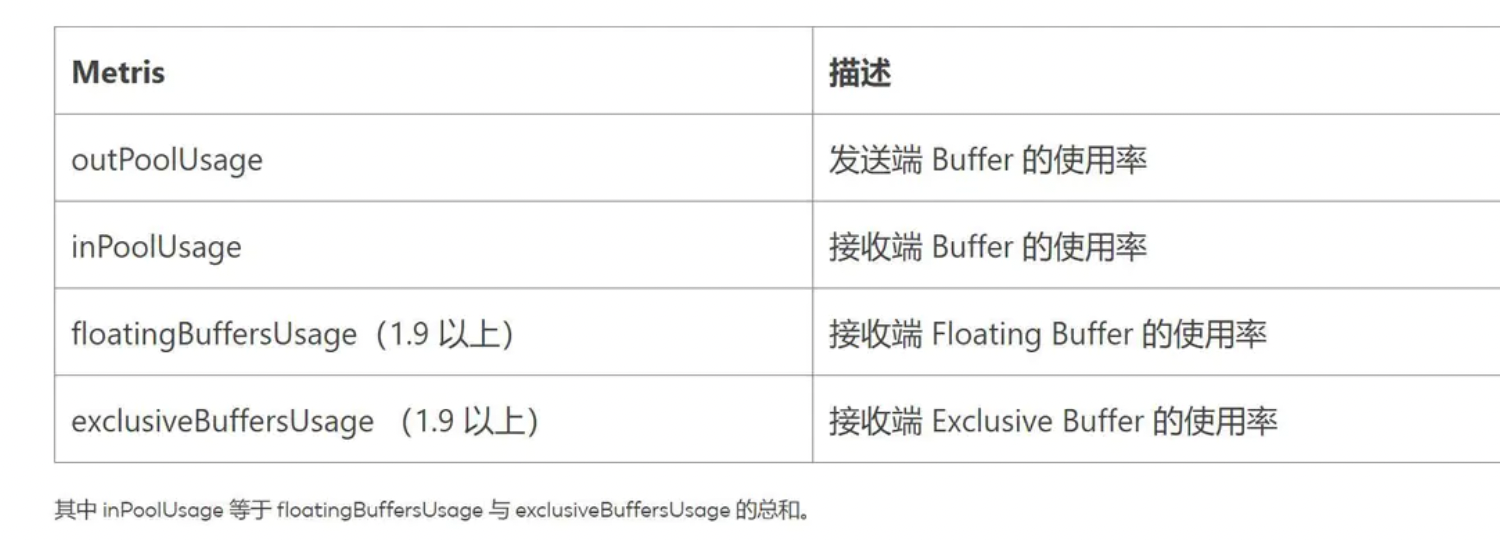 Metris 描述
outPoolUsage 发送端 Buffer 的使用率
inPoolUsage 接收端 Buffer 的使用率
floatingBuffersUsage（1.9 以上） 接收端 Floating Buffer 的使用率
exclusiveBuffersUsage （1.9 以上） 接收端 Exclusive Buffer 的使用率
其中 inPoolUsage 等于 floatingBuffersUsage 与 exclusiveBuffersUsage 的总和。